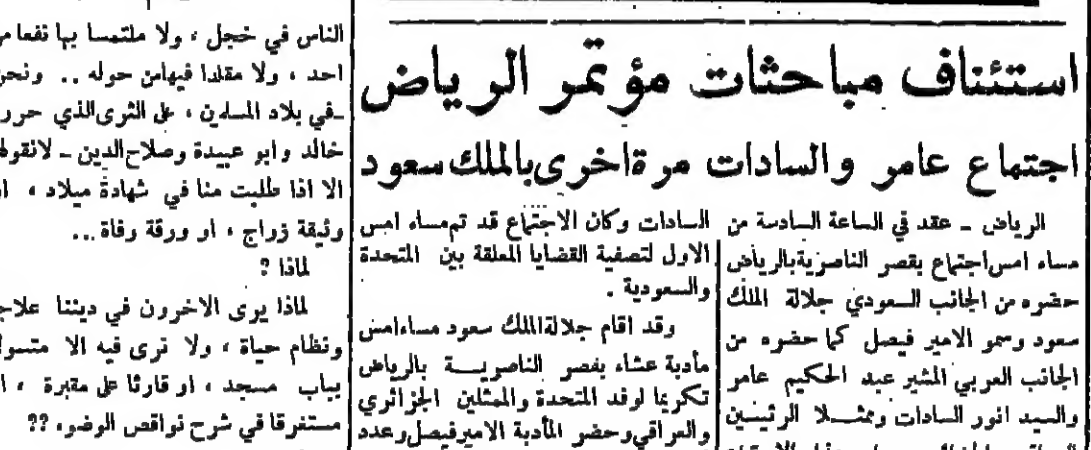 استئناف مباحثات مؤتمر الرياض
اجتماع عامر والسادات مرة اخرى بالملك سعود
الرياض - عقد في الساعة السادسة من
مساء امس اجتماع بقصر الناصرية بالرياض
حضره من الجانب السعودي جلالة الملك
سعود وسمو الامير فيصل كما حضره من
الجانب العربي المشير عبد الحكيم عامر
والسيد انور السادات وممثلا الرئيسين
السادات وكان الاجتماع قد تم مساء امس
الاول لتصفية القضايا المعلقة بين المتحدة
والسعودية .
وقد اقام جلالة الملك سعود مساء امس
مأدبة عشاء بقصر الناصرية بالرياض
تكريما لوفد المتحدة والممثلين الجزائري
والعراقي وحضر المأدبة الامير فيصل وعدد
الناس في خجل ، ولا ملتمسا بها نفعا من
احد ، ولا مقلدا فيها من حوله .. ونحن
-في بلاد المسلمين ، على الثرى الذي حرر
خالد وابو عبيدة وصلاح الدين - لا نقولها
الا اذا طلبت منا في شهادة ميلاد ، او
وثيقة زواج ، او ورقة وفاة ...
لماذا ؟
لماذا يرى الاخرون في ديننا علاجا
ونظام حياة ، ولا نرى فيه الا متسولا
بباب مسجد ، او قارئا على مقبرة ، ا
مستغرقا في شرح نواقص الوضوء ؟؟